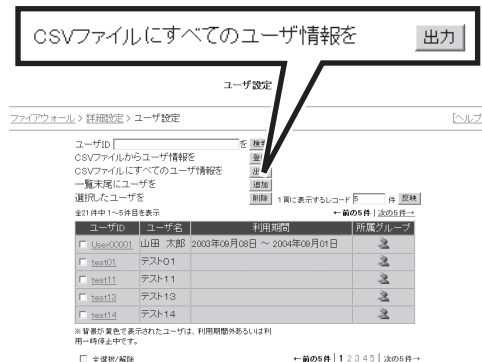 CSVファイルにすべてのユーザ情報を 出力
ユーザ設定
ファイアウォール > 詳細設定 > ユーザ設定 [ヘルプ
ユーザID を
CSVファイルからユーザ情報を
CSVファイルにすべてのユーザ情報を
一覧末尾にユーザを 追加
選択したユーザを 削除 1頁に表示するレコード 5 件 反映
全21件中 1〜5件目を表示 ←前の5件 | 次の5件→
ユーザID ユーザ名 利用期間 所属グループ
User00001 山田 太郎 2003年09月08日 〜 2004年09月01日
test01 テスト01
test11 テスト11
test13 テスト13
test14 テスト14
※背景が黄色で表示されたユーザは、利用期間外あるいは利
用一時停止中です。
全選択/解除 ←前の5件 | 1 2 3 4 5 | 次の5件→